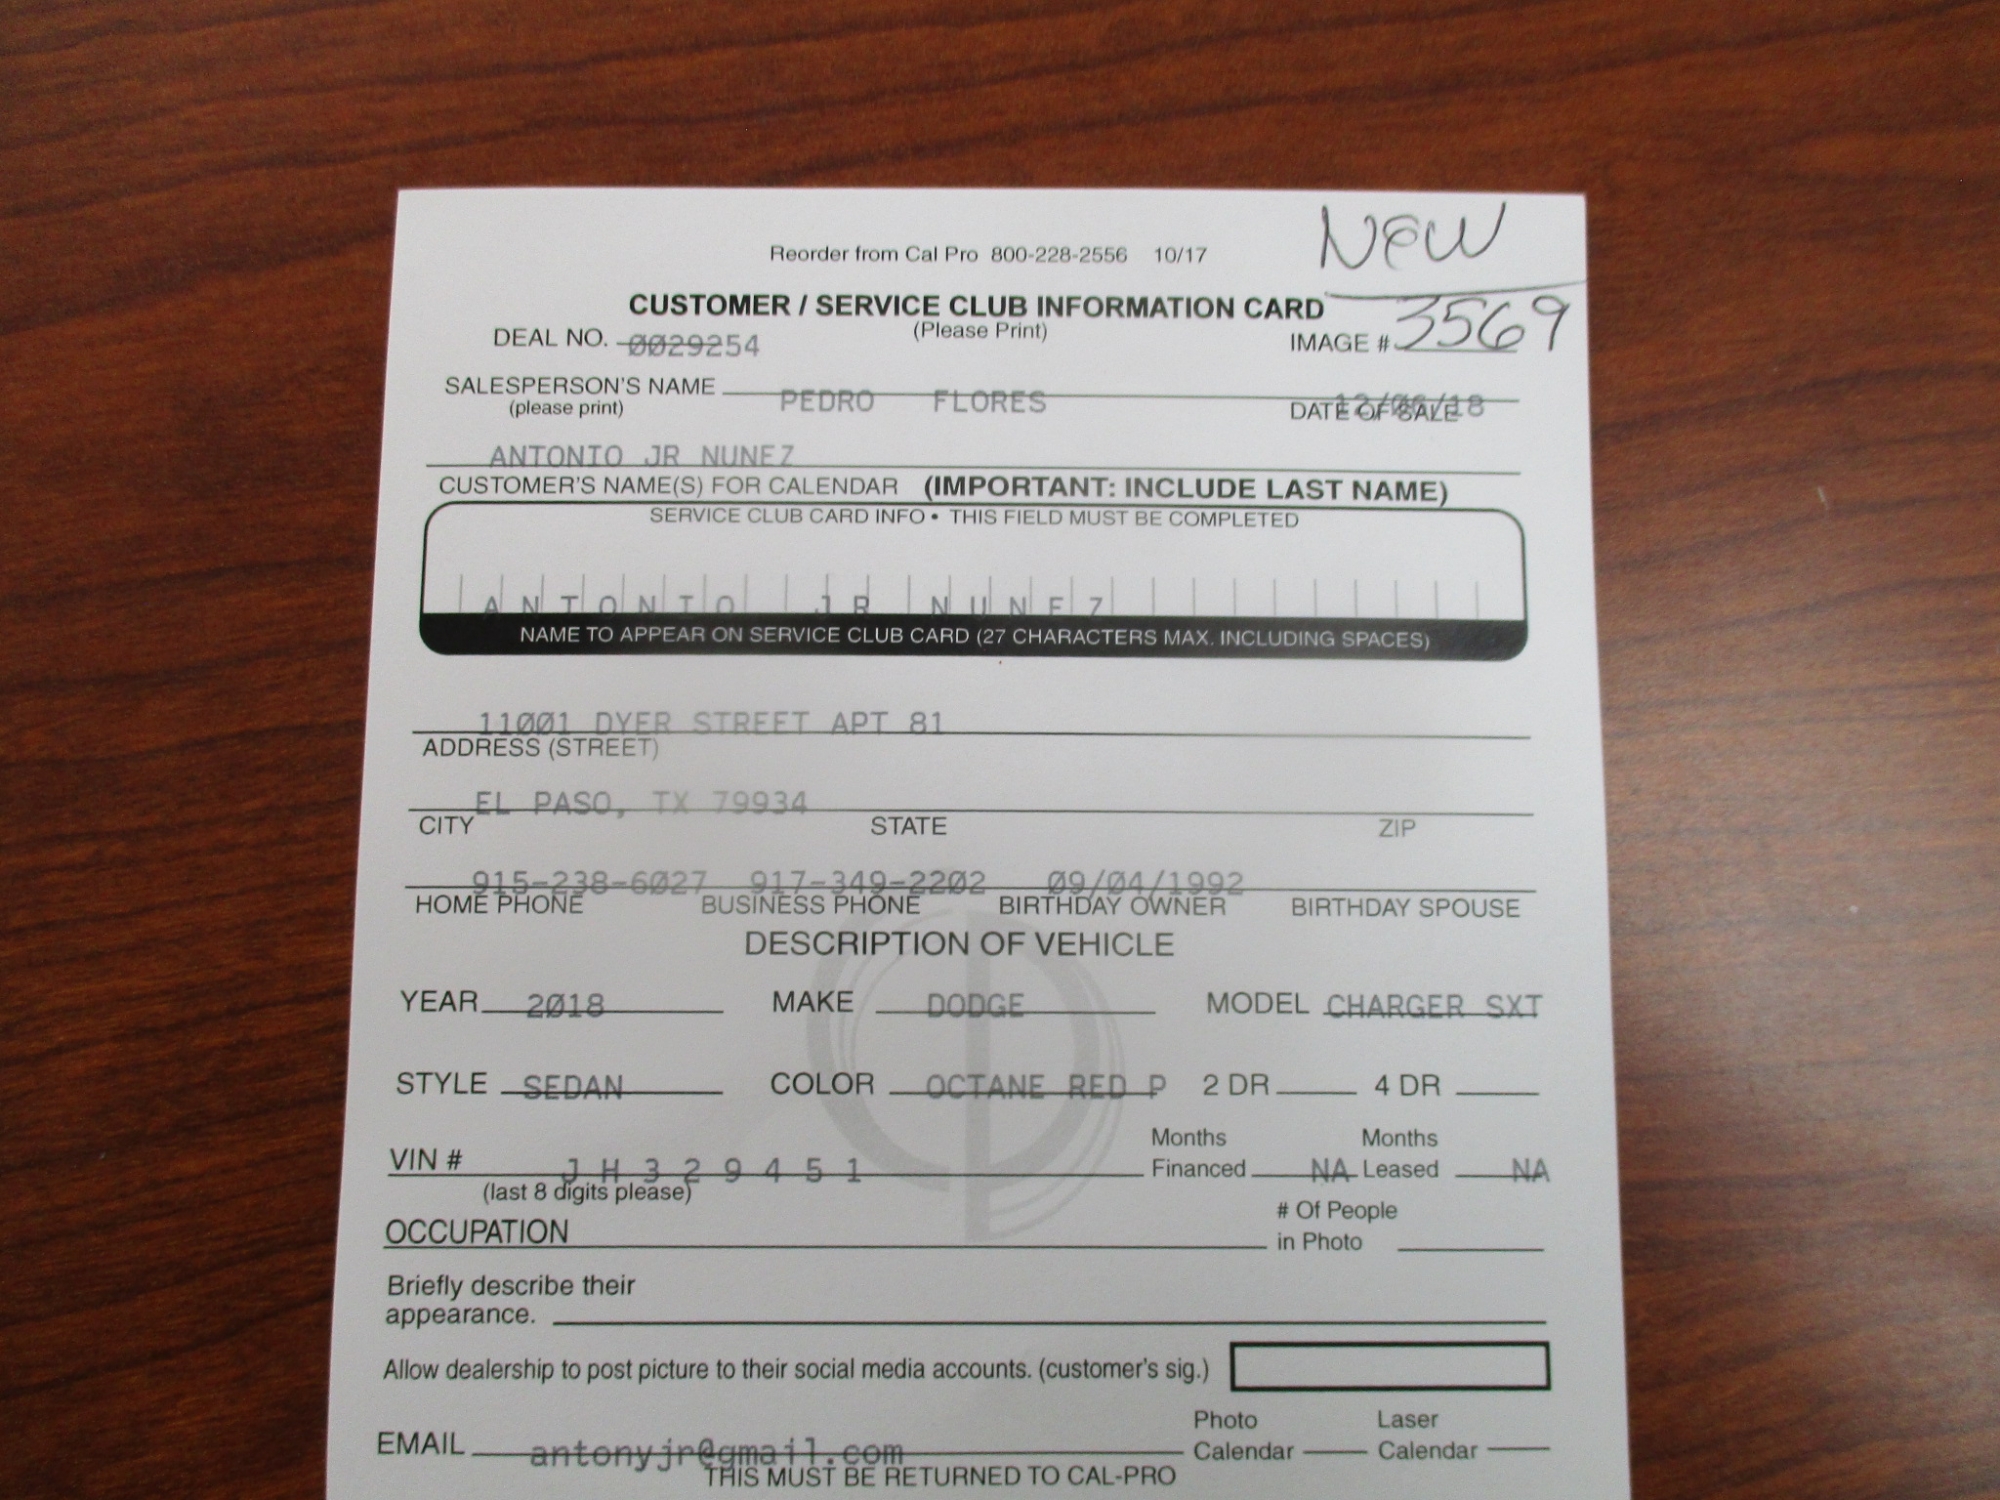 NEW
Reorder from Cal Pro 800-228-2556 10/17
CUSTOMER / SERVICE CLUB INFORMATION CARD
(Please Print)
DEAL NO. 0029254 IMAGE # 3569
SALESPERSON'S NAME PEDRO FLORES
(please print) DATE OF SALE 12/06/18
ANTONIO JR NUNEZ
CUSTOMER'S NAME(S) FOR CALENDAR (IMPORTANT: INCLUDE LAST NAME)
SERVICE CLUB CARD INFO • THIS FIELD MUST BE COMPLETED
ANTONIO JR NUNEZ
NAME TO APPEAR ON SERVICE CLUB CARD (27 CHARACTERS MAX. INCLUDING SPACES)
11001 DYER STREET APT 81
ADDRESS (STREET)
EL PASO, TX 79934
CITY STATE ZIP
915-238-6027 917-349-2202 09/04/1992
HOME PHONE BUSINESS PHONE BIRTHDAY OWNER BIRTHDAY SPOUSE
DESCRIPTION OF VEHICLE
YEAR 2018 MAKE DODGE MODEL CHARGER SXT
STYLE SEDAN COLOR OCTANE RED P 2 DR 4 DR
VIN # JH329451 Months Financed NA Months Leased NA
(last 8 digits please)
OCCUPATION # Of People in Photo
Briefly describe their
appearance.
Allow dealership to post picture to their social media accounts. (customer's sig.)
EMAIL antonyjr@gmail.com Photo Calendar Laser Calendar
THIS MUST BE RETURNED TO CAL-PRO